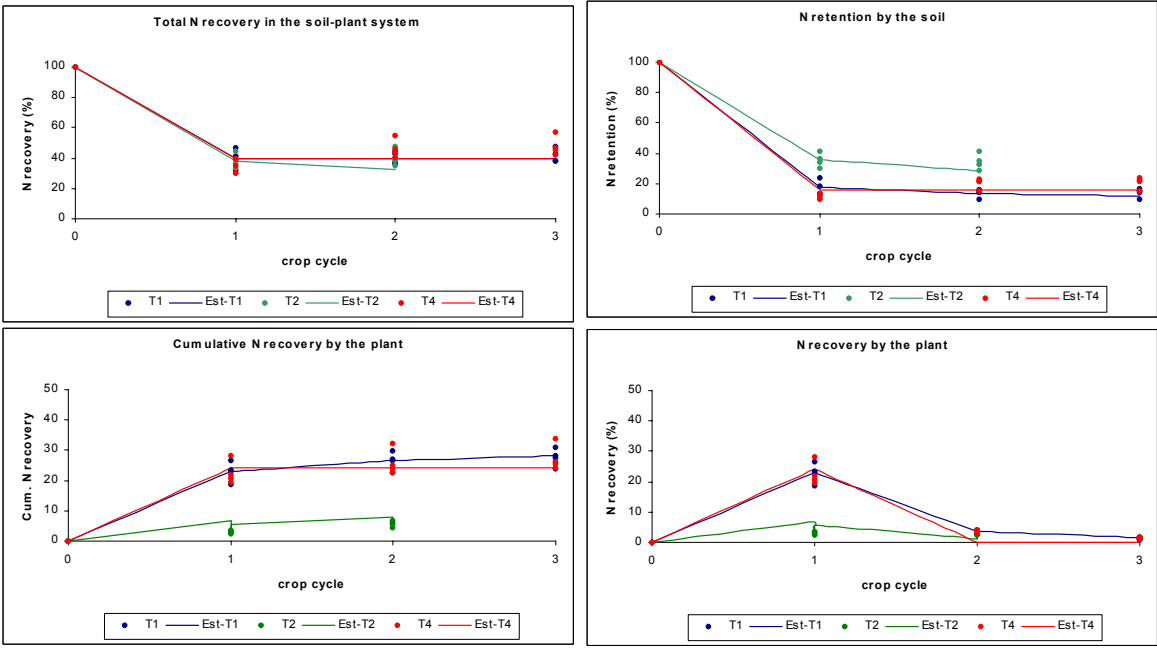 Total N recovery in the soil-plant system
N recovery (%)
100
80
60
40
20
0
0 1 2 3
crop cycle
T1 Est-T1 T2 Est-T2 T4 Est-T4
N retention by the soil
N retention (%)
100
80
60
40
20
0
0 1 2 3
crop cycle
T1 Est-T1 T2 Est-T2 T4 Est-T4
Cumulative N recovery by the plant
Cum. N recovery
50
40
30
20
10
0
0 1 2 3
crop cycle
T1 Est-T1 T2 Est-T2 T4 Est-T4
N recovery by the plant
N recovery (%)
50
40
30
20
10
0
0 1 2 3
crop cycle
T1 Est-T1 T2 Est-T2 T4 Est-T4